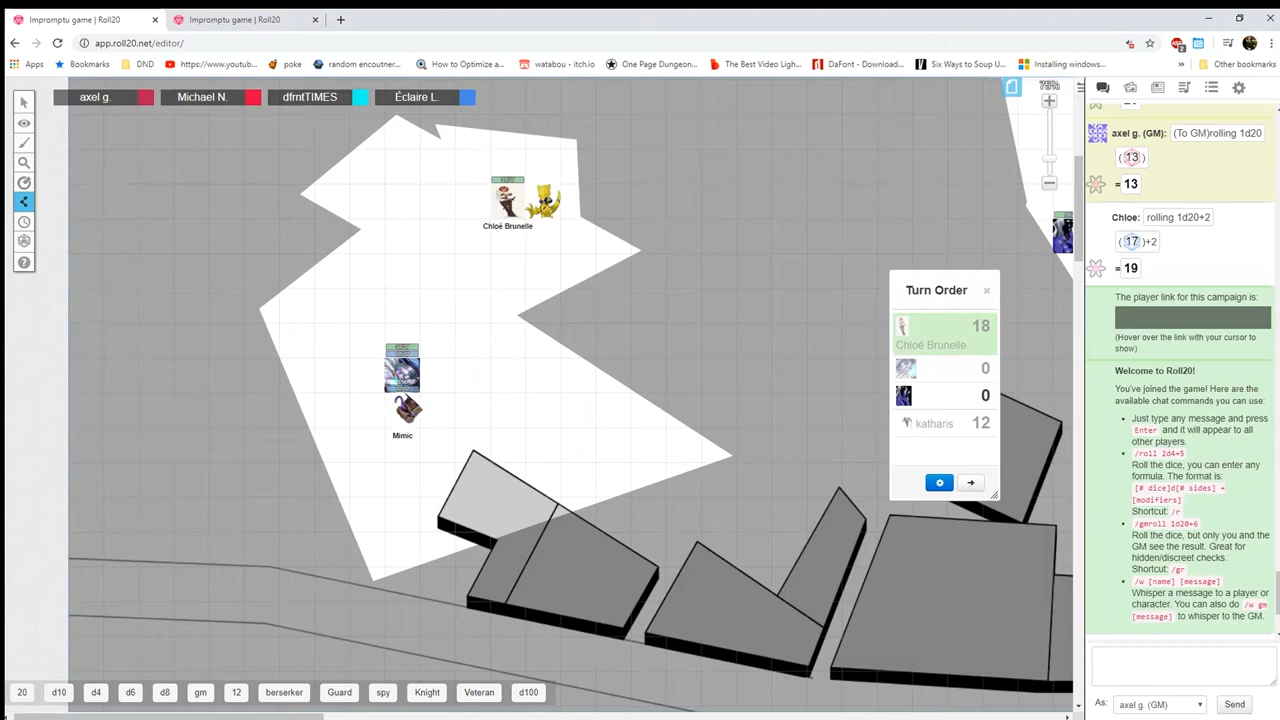 Impromptu game | Roll20
Impromptu game | Roll20
app.roll20.net/editor/
Apps
Bookmarks
DND
https://www.youtub...
poke
random encoutner...
How to Optimize a...
watabou - itch.io
One Page Dungeon...
The Best Video Ligh...
DaFont - Download...
Six Ways to Soup U...
Installing windows...
»
Other bookmarks
axel g.
Michael N.
dfrntTIMES
Éclaire L.
78%
Chloé Brunelle
Mimic
Turn Order
18
Chloé Brunelle
0
0
katharis 12
axel g. (GM): (To GM)rolling 1d20
(13)
= 13
Chloe: rolling 1d20+2
(17)+2
= 19
The player link for this campaign is:
(Hover over the link with your cursor to
show)
Welcome to Roll20!
You've joined the game! Here are the
available chat commands you can use:
• Just type any message and press
Enter and it will appear to all
other players.
• /roll 2d4+5
Roll the dice, you can enter any
formula. The format is:
[# dice]d[# sides] +
[modifiers]
Shortcut: /r
• /gmroll 1d20+6
Roll the dice, but only you and the
GM see the result. Great for
hidden/discreet checks.
Shortcut: /gr
• /w [name] [message]
Whisper a message to a player or
character. You can also do /w gm
[message] to whisper to the GM.
20
d10
d4
d6
d8
gm
12
berserker
Guard
spy
Knight
Veteran
d100
As: axel g. (GM)
Send